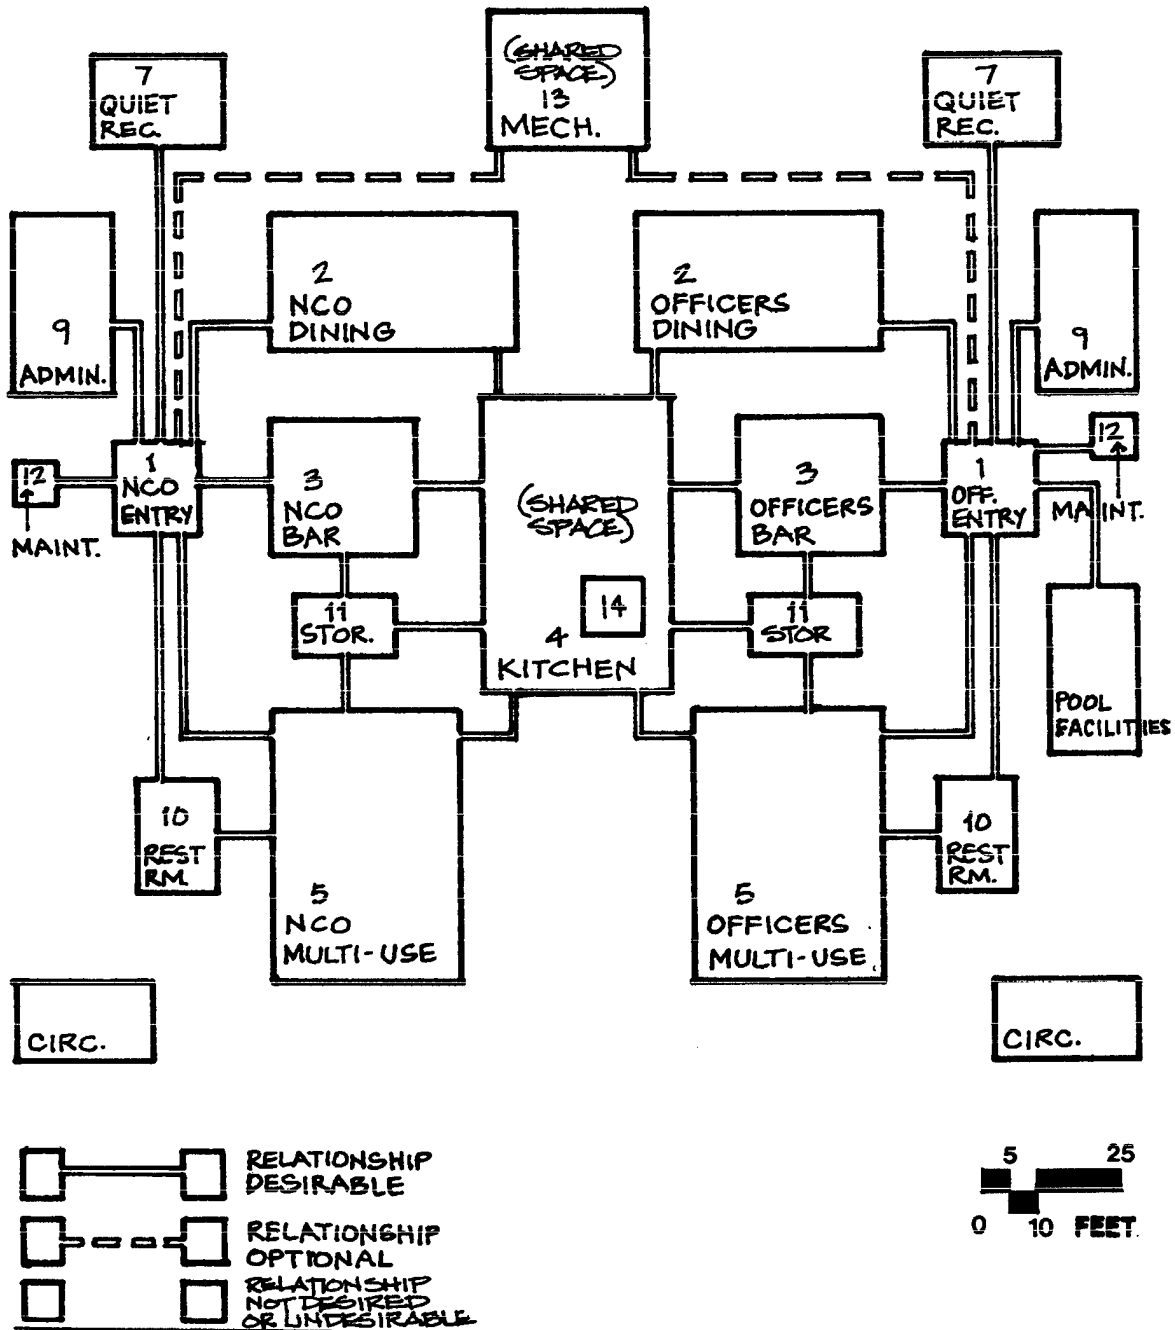 (SHARED
SPACE)
13
MECH.
7
QUIET
REC.
7
QUIET
REC.
9
ADMIN.
2
NCO
DINING
2
OFFICERS
DINING
9
ADMIN.
12
MAINT.
1
NCO
ENTRY
3
NCO
BAR
(SHARED
SPACE)
14
4
KITCHEN
3
OFFICERS
BAR
1
OFF.
ENTRY
12
MAINT.
11
STOR.
11
STOR
POOL
FACILITIES
10
REST
RM.
5
NCO
MULTI-USE
5
OFFICERS
MULTI-USE
10
REST
RM.
CIRC.
CIRC.
RELATIONSHIP
DESIRABLE
RELATIONSHIP
OPTIONAL
RELATIONSHIP
NOT DESIRED
OR UNDESIRABLE
5 25
0 10 FEET